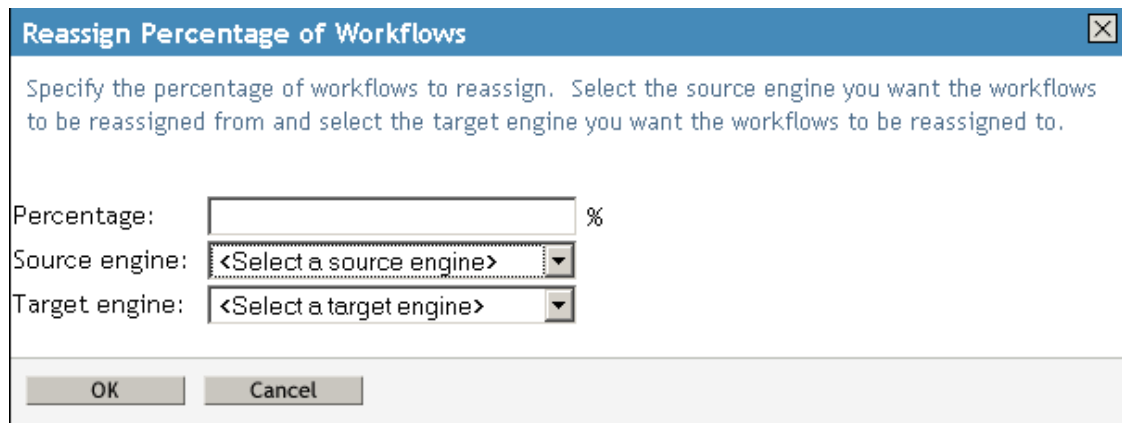 Reassign Percentage of Workflows
Specify the percentage of workflows to reassign. Select the source engine you want the workflows
to be reassigned from and select the target engine you want the workflows to be reassigned to.
Percentage: %
Source engine: <Select a source engine>
Target engine: <Select a target engine>
OK Cancel